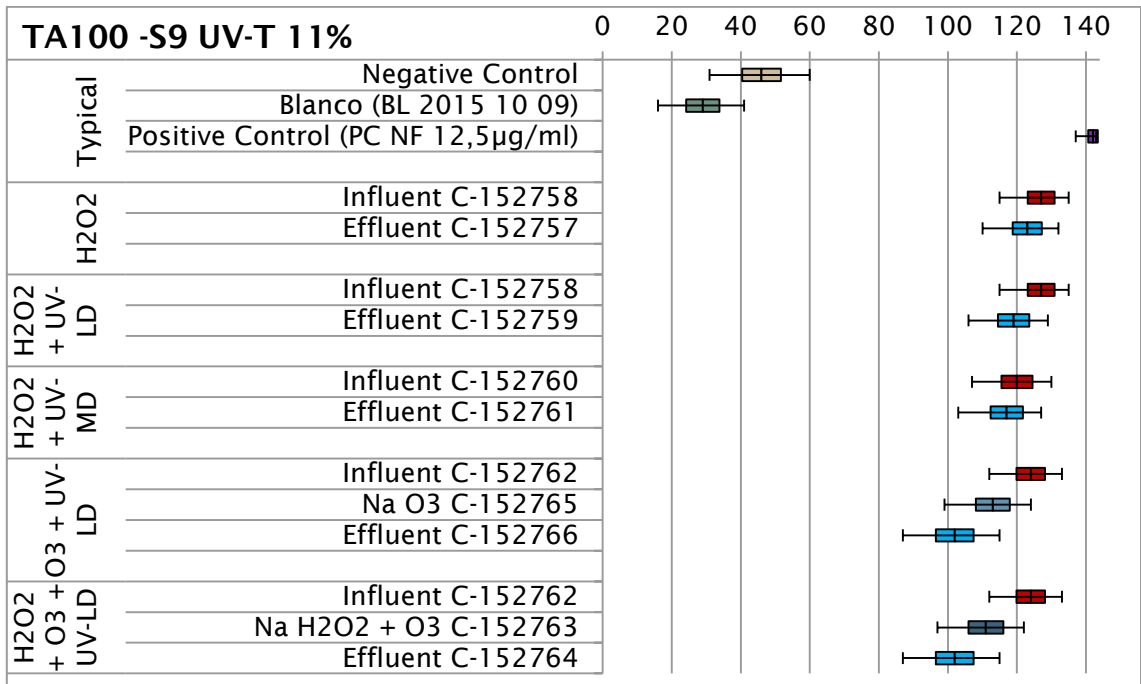 TA100 -S9 UV-T 11%
0 20 40 60 80 100 120 140
Typical
Negative Control
Blanco (BL 2015 10 09)
Positive Control (PC NF 12,5µg/ml)
H2O2
Influent C-152758
Effluent C-152757
H2O2
+ UV-
LD
Influent C-152758
Effluent C-152759
H2O2
+ UV-
MD
Influent C-152760
Effluent C-152761
O3 + UV-
LD
Influent C-152762
Na O3 C-152765
Effluent C-152766
H2O2
+ O3 +
UV-LD
Influent C-152762
Na H2O2 + O3 C-152763
Effluent C-152764